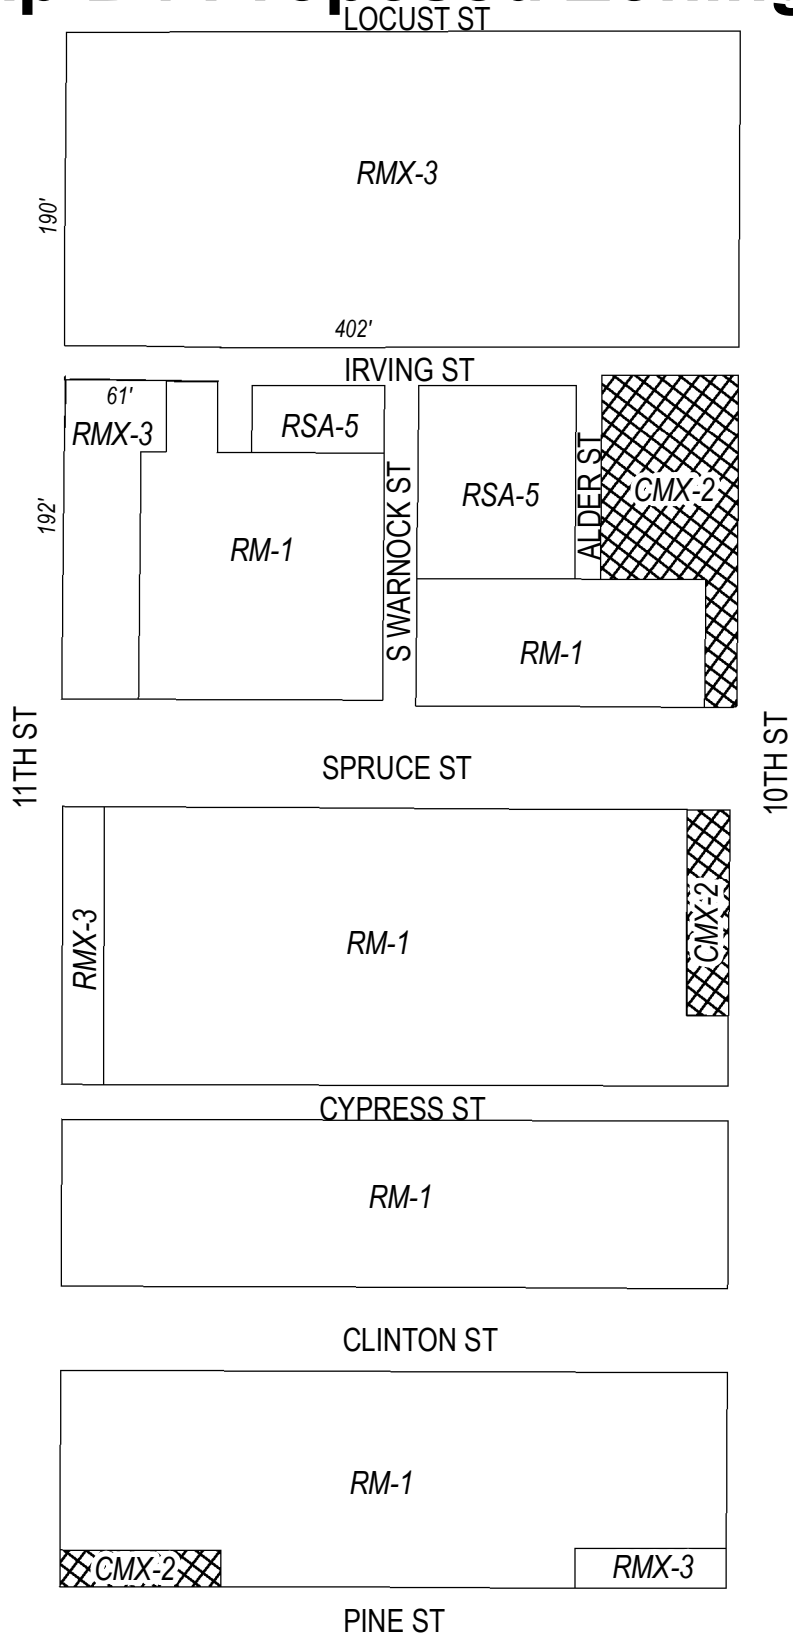 LOCUST ST
RMX-3
190'
402'
IRVING ST
61'
RMX-3
RSA-5
192'
RM-1
S WARNOCK ST
RSA-5
ALDER ST
CMX-2
RM-1
11TH ST
SPRUCE ST
10TH ST
RMX-3
RM-1
CMX-2
CYPRESS ST
RM-1
CLINTON ST
RM-1
CMX-2
RMX-3
PINE ST